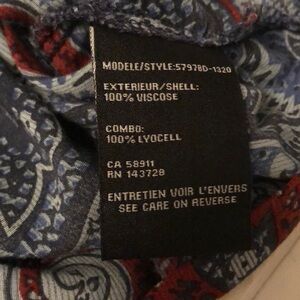 MODELE/STYLE:57978D-1320
EXTERIEUR/SHELL:
100% VISCOSE
COMBO:
100% LYOCELL
CA 58911
RN 143728
ENTRETIEN VOIR L'ENVERS
SEE CARE ON REVERSE